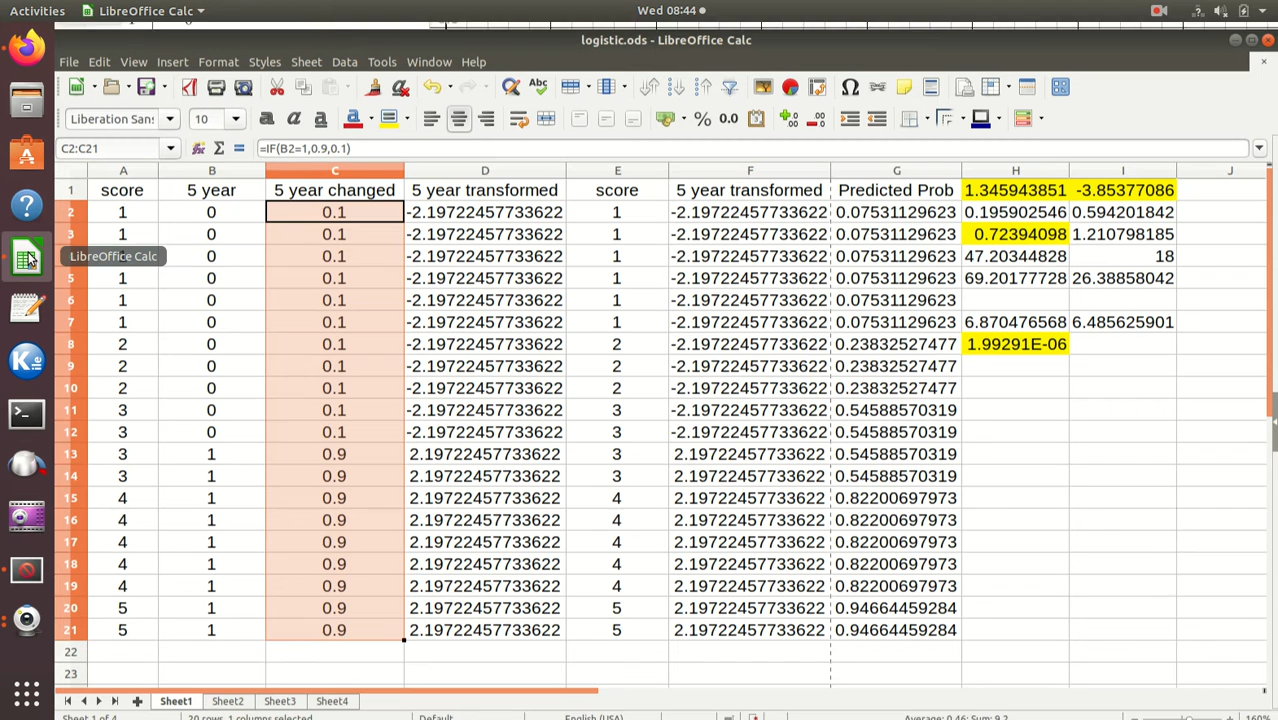 Activities LibreOffice Calc Wed 08:44
logistic.ods - LibreOffice Calc
File Edit View Insert Format Styles Sheet Data Tools Window Help
Liberation Sans 10
C2:C21 =IF(B2=1,0.9,0.1)
A B C D E F G H I J
1 score 5 year 5 year changed 5 year transformed score 5 year transformed Predicted Prob 1.345943851 -3.85377086
2 1 0 0.1 -2.19722457733622 1 -2.19722457733622 0.07531129623 0.195902546 0.594201842
3 1 0 0.1 -2.19722457733622 1 -2.19722457733622 0.07531129623 0.72394098 1.210798185
LibreOffice Calc 0 0.1 -2.19722457733622 1 -2.19722457733622 0.07531129623 47.20344828 18
5 1 0 0.1 -2.19722457733622 1 -2.19722457733622 0.07531129623 69.20177728 26.38858042
6 1 0 0.1 -2.19722457733622 1 -2.19722457733622 0.07531129623
7 1 0 0.1 -2.19722457733622 1 -2.19722457733622 0.07531129623 6.870476568 6.485625901
8 2 0 0.1 -2.19722457733622 2 -2.19722457733622 0.23832527477 1.99291E-06
9 2 0 0.1 -2.19722457733622 2 -2.19722457733622 0.23832527477
10 2 0 0.1 -2.19722457733622 2 -2.19722457733622 0.23832527477
11 3 0 0.1 -2.19722457733622 3 -2.19722457733622 0.54588570319
12 3 0 0.1 -2.19722457733622 3 -2.19722457733622 0.54588570319
13 3 1 0.9 2.19722457733622 3 2.19722457733622 0.54588570319
14 3 1 0.9 2.19722457733622 3 2.19722457733622 0.54588570319
15 4 1 0.9 2.19722457733622 4 2.19722457733622 0.82200697973
16 4 1 0.9 2.19722457733622 4 2.19722457733622 0.82200697973
17 4 1 0.9 2.19722457733622 4 2.19722457733622 0.82200697973
18 4 1 0.9 2.19722457733622 4 2.19722457733622 0.82200697973
19 4 1 0.9 2.19722457733622 4 2.19722457733622 0.82200697973
20 5 1 0.9 2.19722457733622 5 2.19722457733622 0.94664459284
21 5 1 0.9 2.19722457733622 5 2.19722457733622 0.94664459284
22
23
Sheet1 Sheet2 Sheet3 Sheet4
Sheet 1 of 4 20 rows, 1 columns selected Default English (USA) Average: 0.46; Sum: 9.2 160%